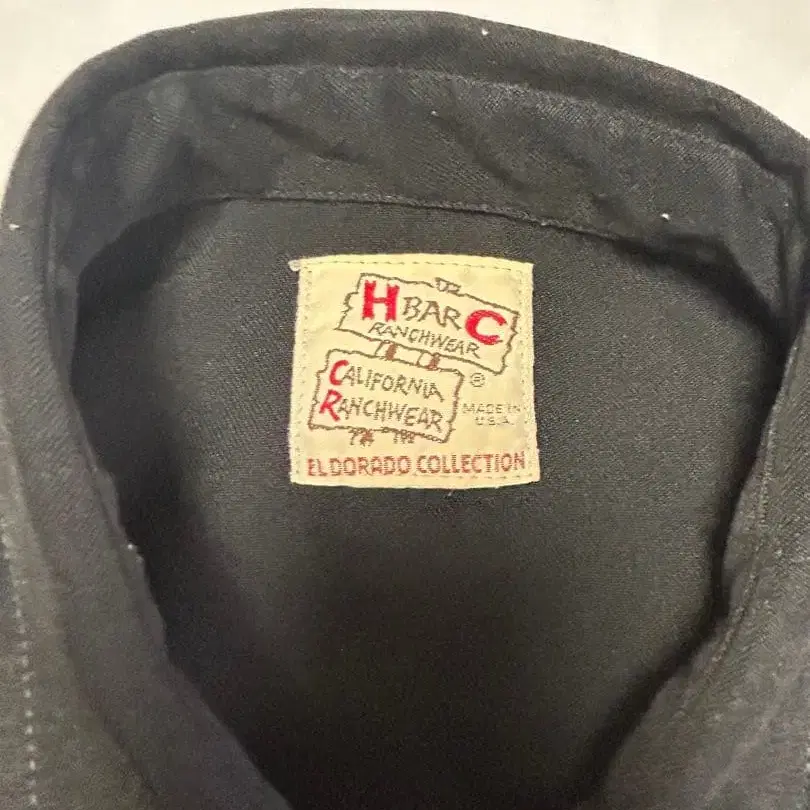 H BAR C
RANCHWEAR
CALIFORNIA
RANCHWEAR
®
MADE IN
U.S.A.
EL DORADO COLLECTION